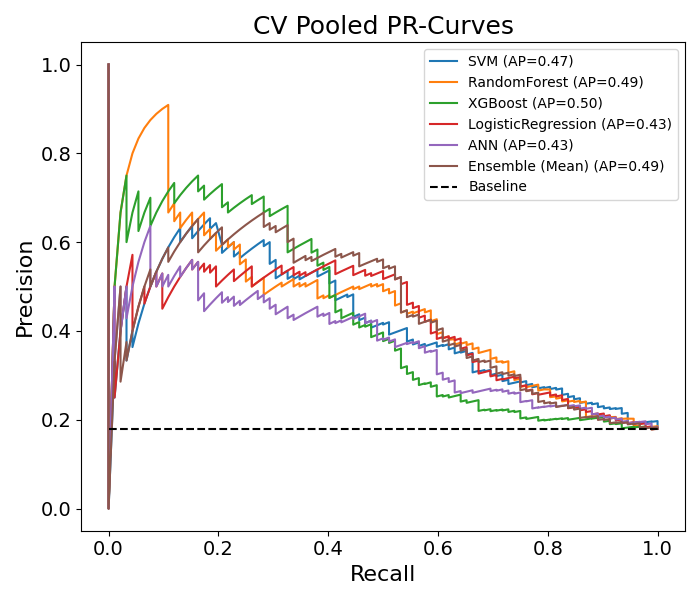 CV Pooled PR-Curves
SVM (AP=0.47)
RandomForest (AP=0.49)
XGBoost (AP=0.50)
LogisticRegression (AP=0.43)
ANN (AP=0.43)
Ensemble (Mean) (AP=0.49)
Baseline
Precision
1.0
0.8
0.6
0.4
0.2
0.0
0.0 0.2 0.4 0.6 0.8 1.0
Recall